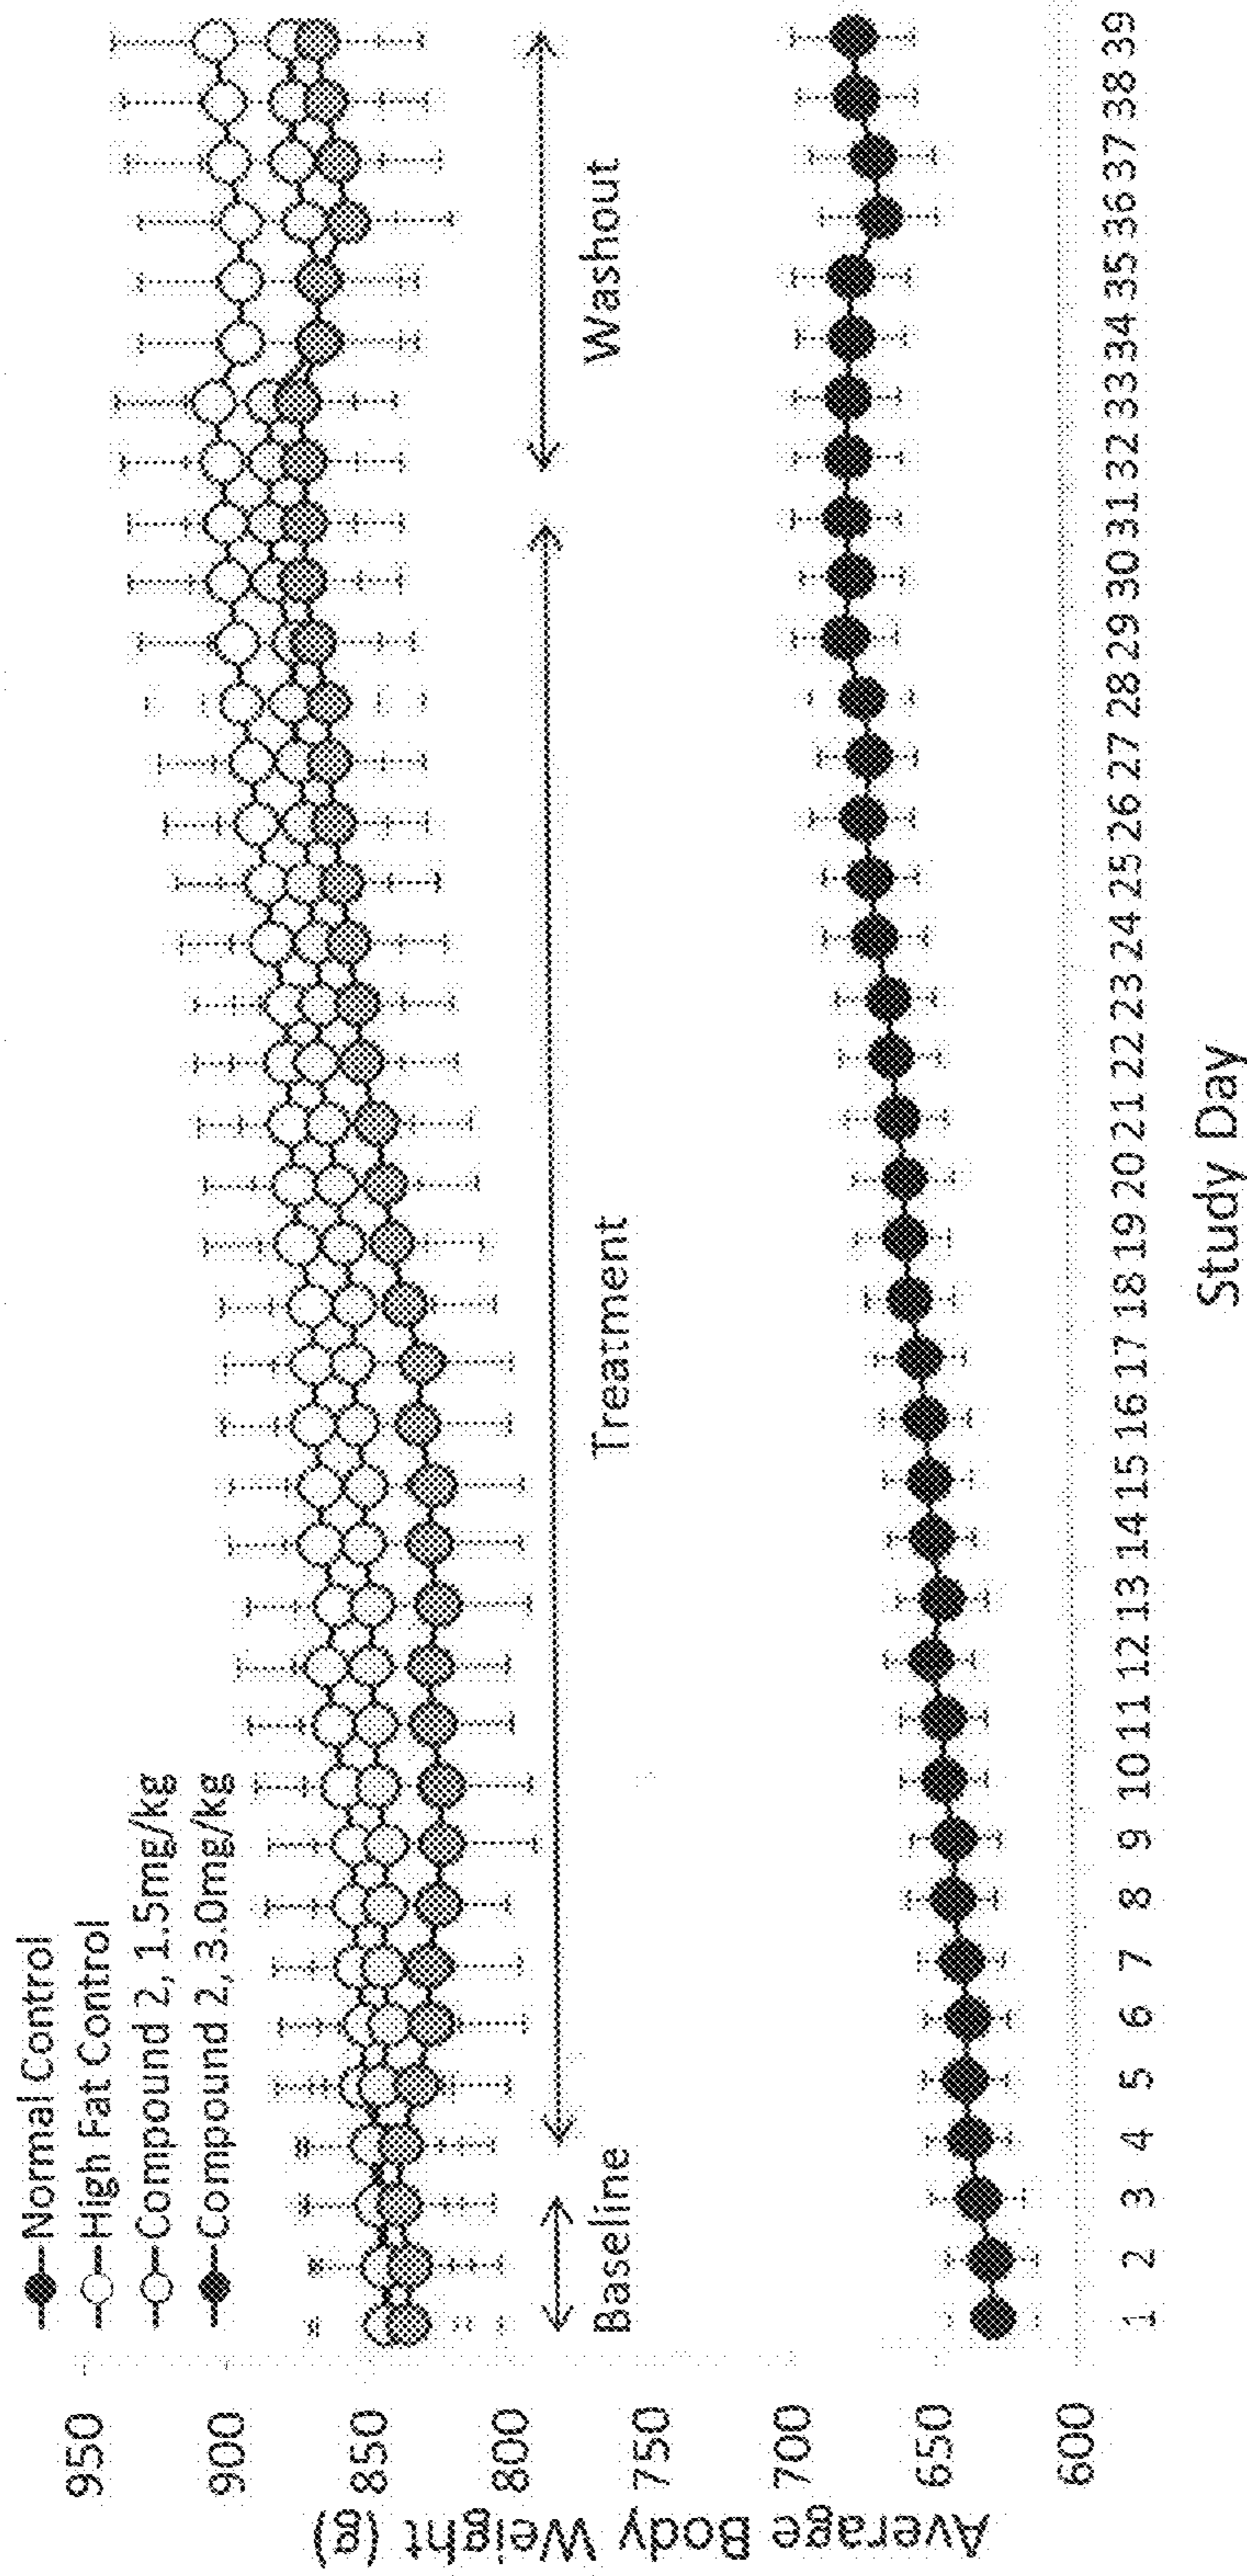 Normal Control
High Fat Control
Compound 2, 1.5mg/kg
Compound 2, 3.0mg/kg
950
900
850
800
750
700
650
600
Average Body Weight (g)
Baseline
Treatment
Washout
1 2 3 4 5 6 7 8 9 10 11 12 13 14 15 16 17 18 19 20 21 22 23 24 25 26 27 28 29 30 31 32 33 34 35 36 37 38 39
Study Day